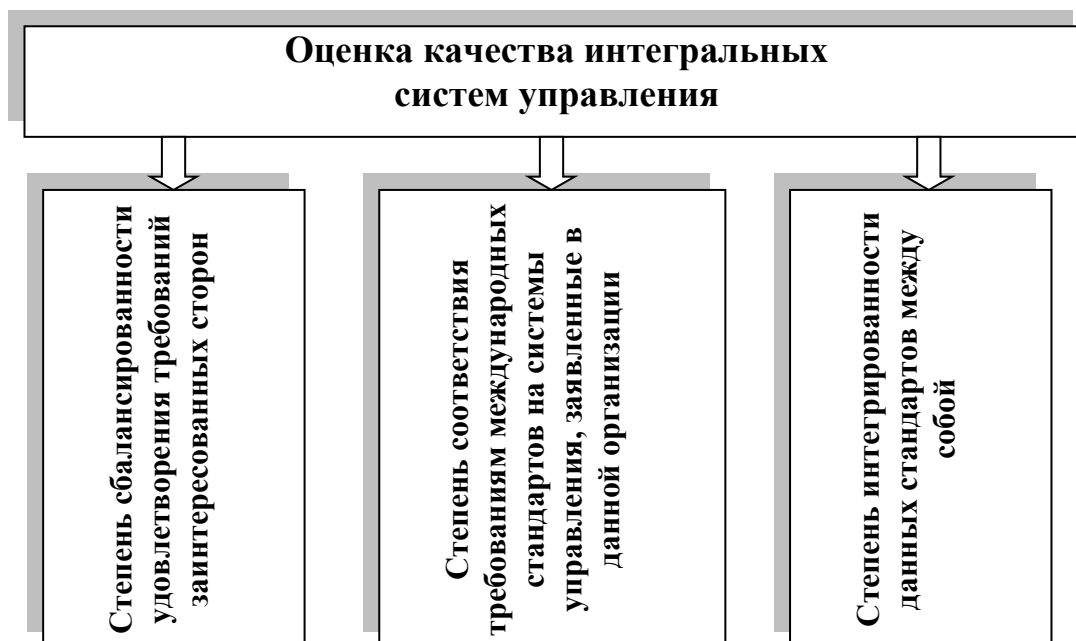 Оценка качества интегральных
систем управления
Степень сбалансированности
удовлетворения требований
заинтересованных сторон
Степень соответствия
требованиям международных
стандартов на системы
управления, заявленные в
данной организации
Степень интегрированности
данных стандартов между
собой